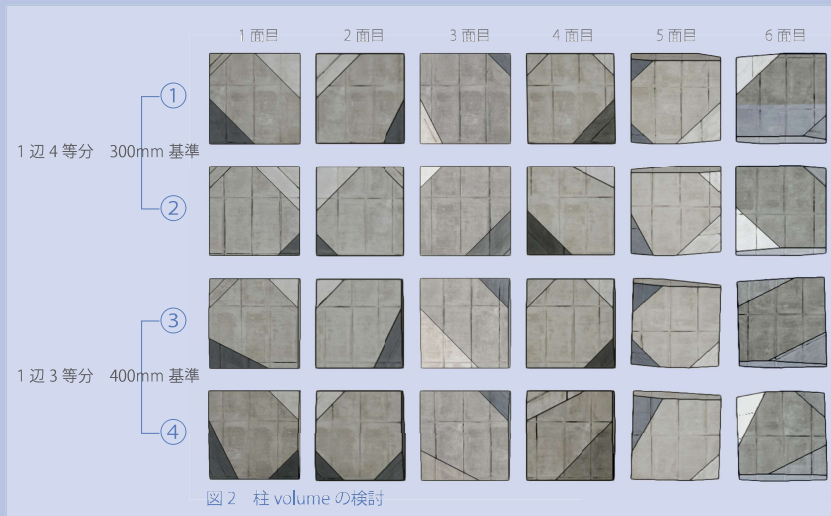 1 面目 2 面目 3 面目 4 面目 5 面目 6 面目
①
1 辺 4 等分 300mm 基準
②
③
1 辺 3 等分 400mm 基準
④
図 2 柱 volume の検討